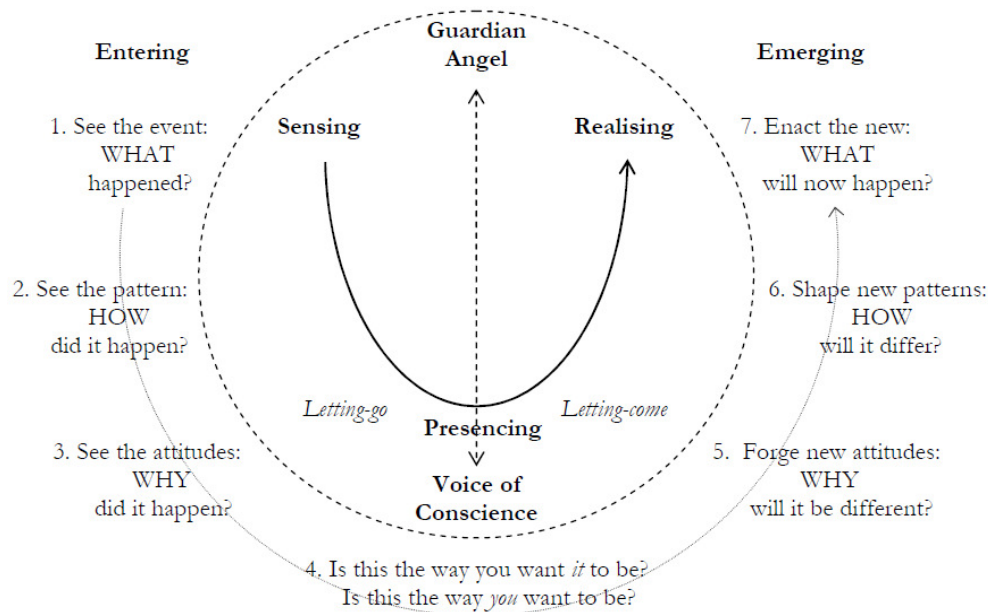 Entering
Guardian
Angel
Emerging
1. See the event:
WHAT
happened?
Sensing
Realising
7. Enact the new:
WHAT
will now happen?
2. See the pattern:
HOW
did it happen?
6. Shape new patterns:
HOW
will it differ?
Letting-go
Letting-come
Presencing
3. See the attitudes:
WHY
did it happen?
Voice of
Conscience
5. Forge new attitudes:
WHY
will it be different?
4. Is this the way you want it to be?
Is this the way you want to be?